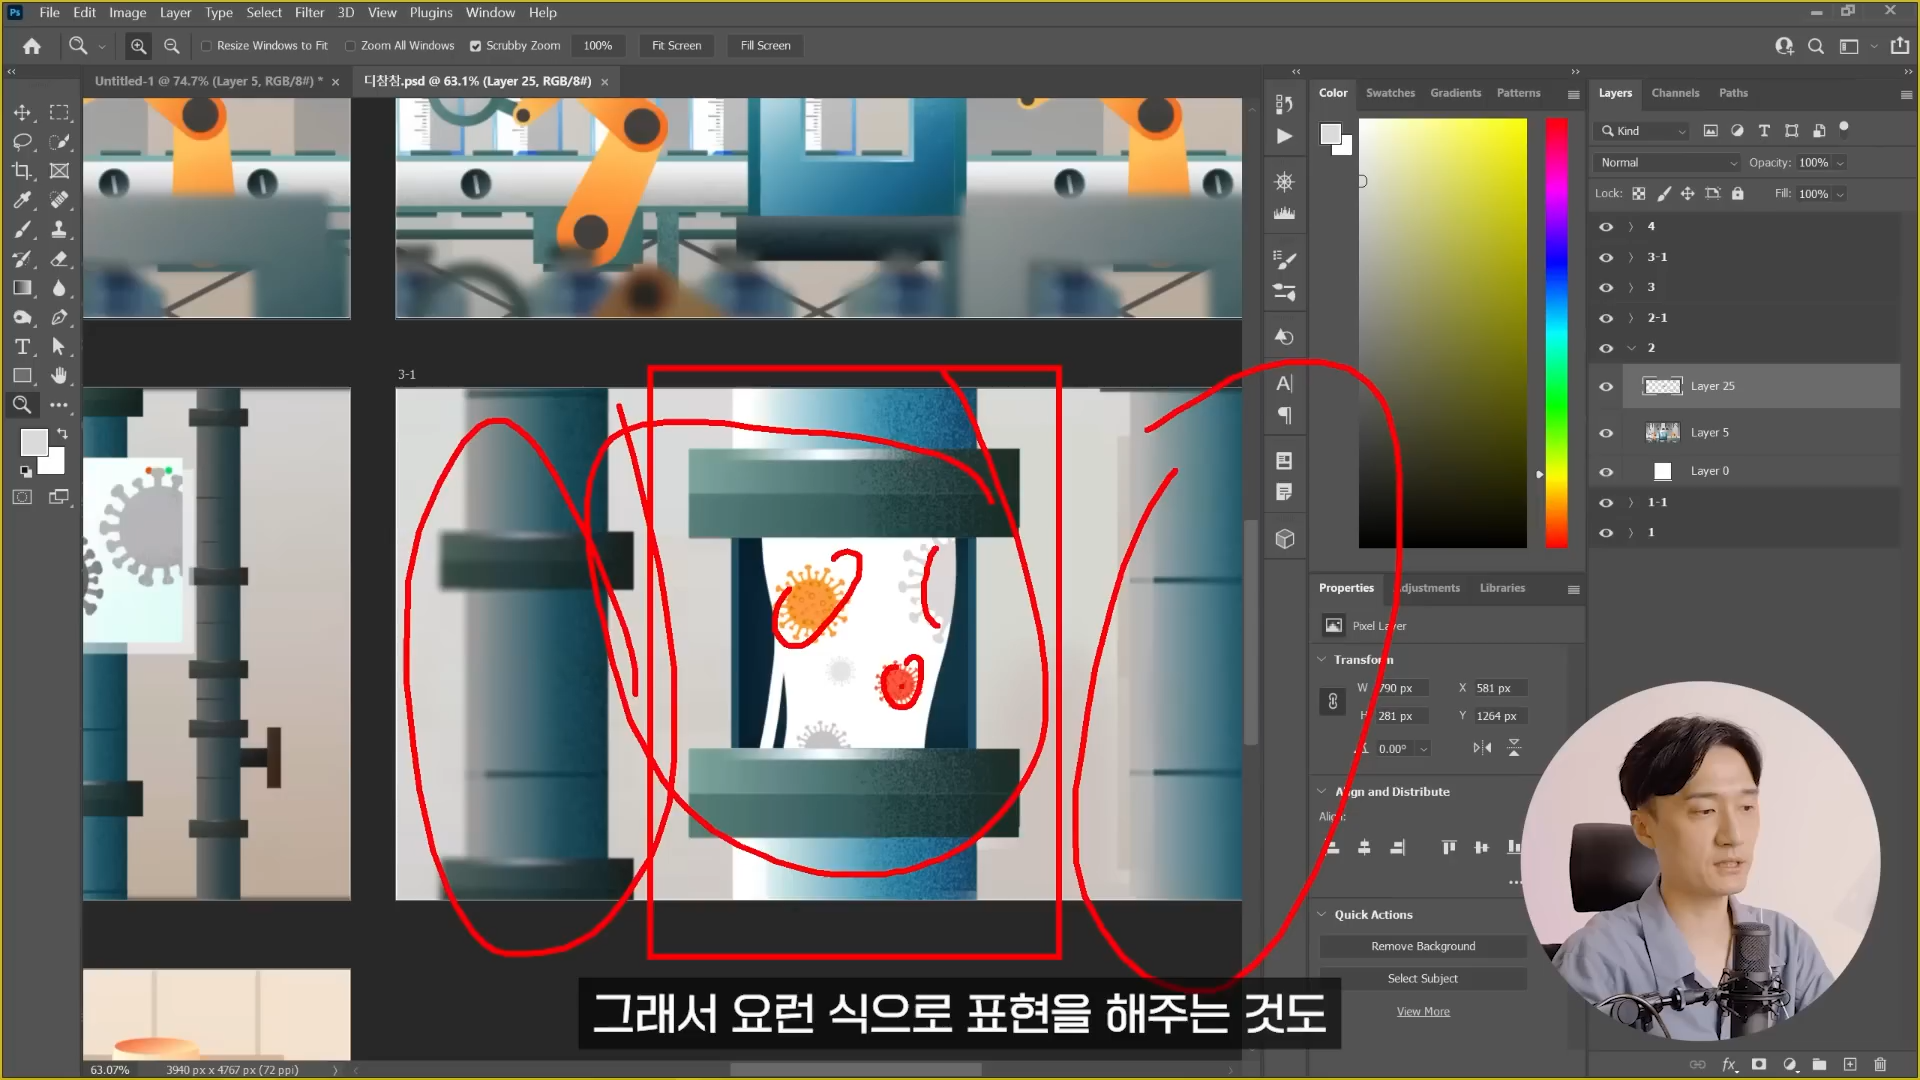 Ps File Edit Image Layer Type Select Filter 3D View Plugins Window Help
Resize Windows to Fit Zoom All Windows Scrubby Zoom 100% Fit Screen Fill Screen
Untitled-1 @ 74.7% (Layer 5, RGB/8#) * ×
디참참.psd @ 63.1% (Layer 25, RGB/8#) ×
Color Swatches Gradients Patterns
Layers Channels Paths
Kind
Normal Opacity: 100%
Lock: Fill: 100%
4
3-1
3
2-1
2
Layer 25
Layer 5
Layer 0
1-1
1
3-1
Properties Adjustments Libraries
Pixel Layer
Transform
W 790 px X 581 px
H 281 px Y 1264 px
0.00°
Align and Distribute
Align:
Quick Actions
Remove Background
Select Subject
View More
그래서 요런 식으로 표현을 해주는 것도
63.07% 3940 px x 4767 px (72 ppi)
fx